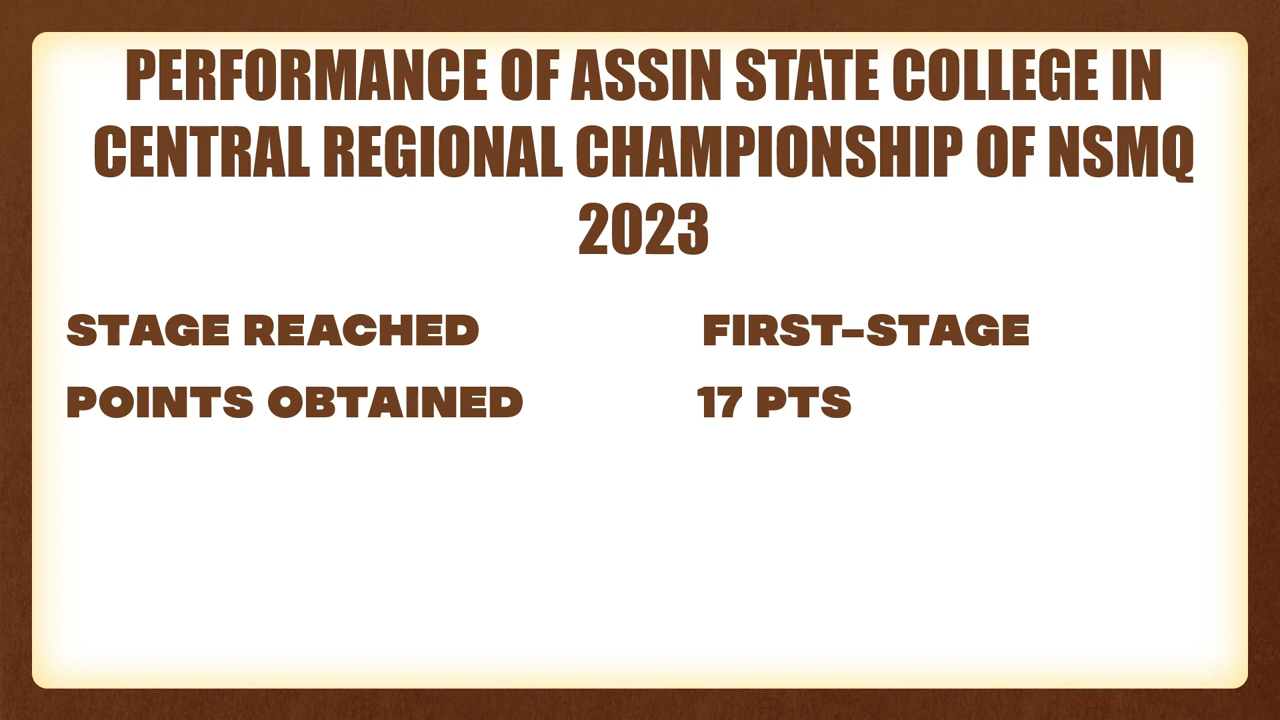 PERFORMANCE OF ASSIN STATE COLLEGE IN
CENTRAL REGIONAL CHAMPIONSHIP OF NSMQ
2023
STAGE REACHED FIRST-STAGE
POINTS OBTAINED 17 PTS